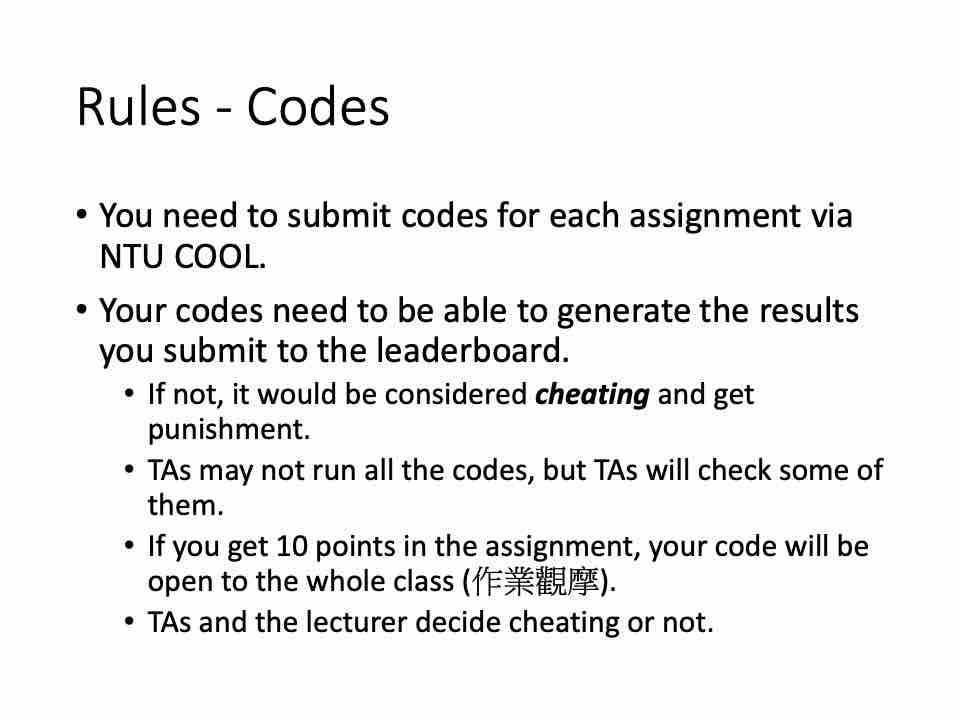 Rules - Codes
• You need to submit codes for each assignment via
NTU COOL.
• Your codes need to be able to generate the results
you submit to the leaderboard.
• If not, it would be considered cheating and get
punishment.
• TAs may not run all the codes, but TAs will check some of
them.
• If you get 10 points in the assignment, your code will be
open to the whole class (作業觀摩).
• TAs and the lecturer decide cheating or not.